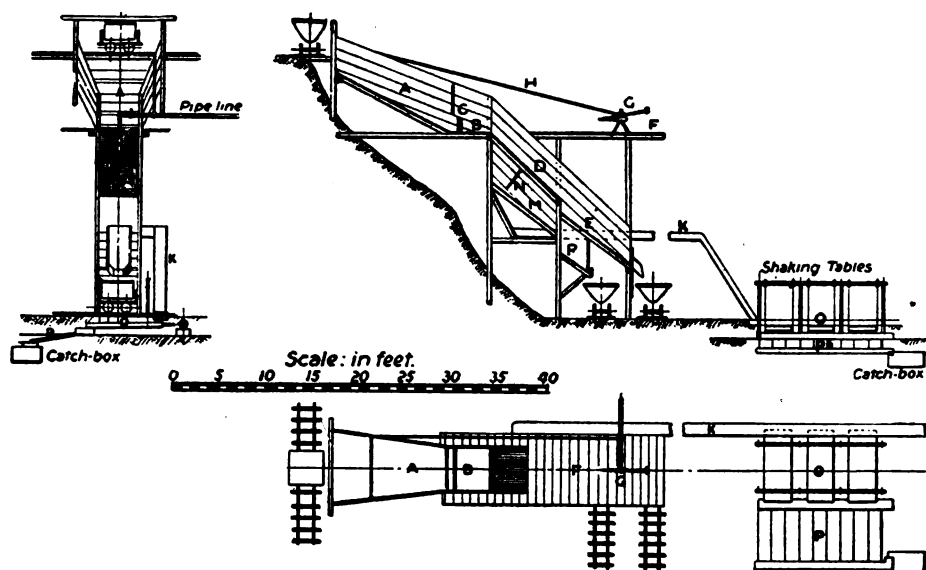 Pipe line
K
Catch-box
A
C
B
H
G
F
D
N
M
E
P
K
Shaking Tables
O
Catch-box
Scale: in feet.
0 5 10 15 20 25 30 35 40
A
B
F
G
K
O
P